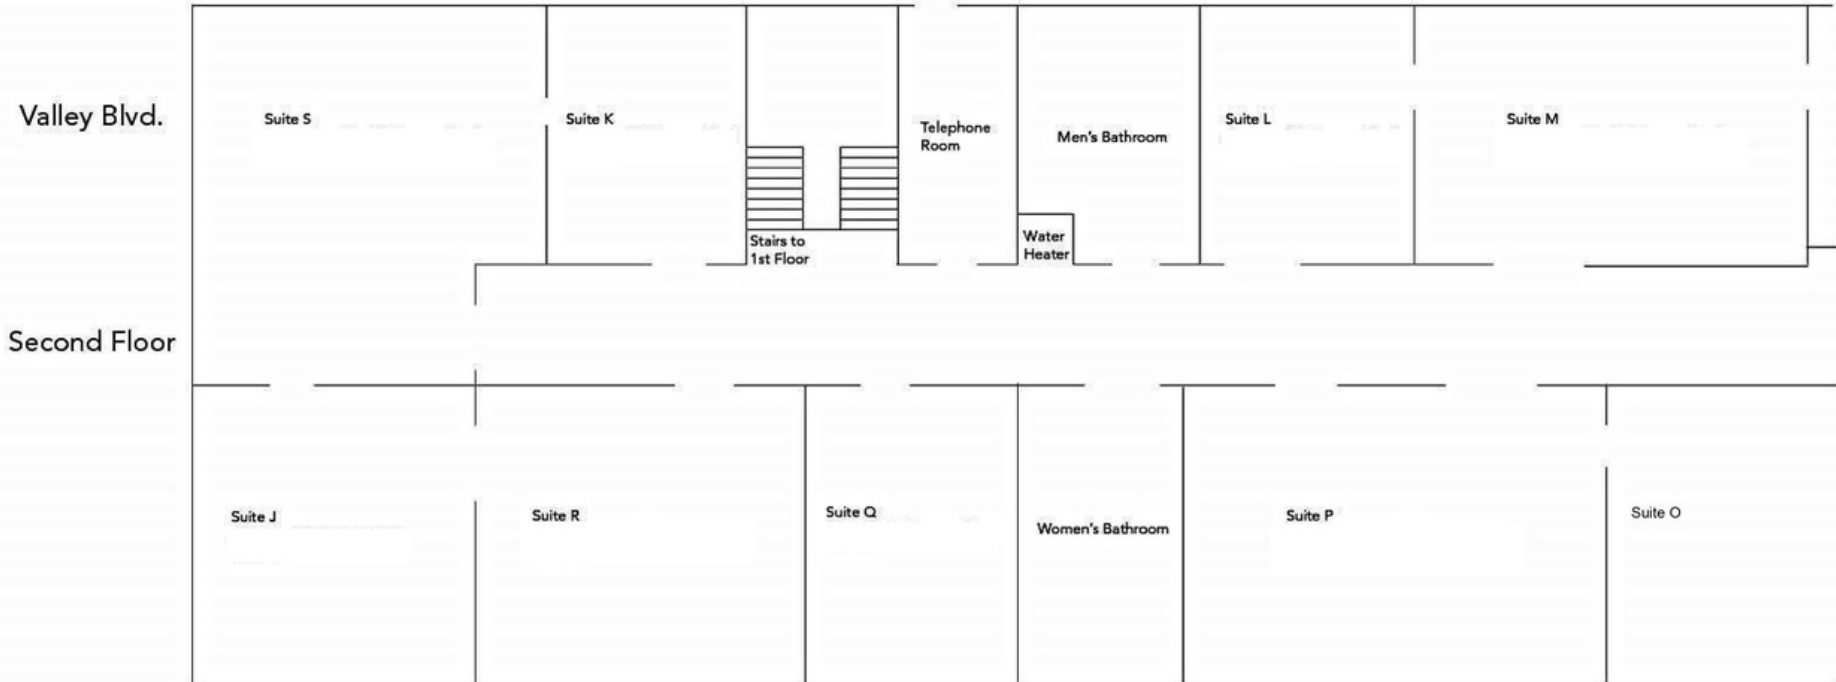 Valley Blvd.
Suite S
Suite K
Stairs to
1st Floor
Telephone
Room
Men's Bathroom
Water
Heater
Suite L
Suite M
Second Floor
Suite J
Suite R
Suite Q
Women's Bathroom
Suite P
Suite O